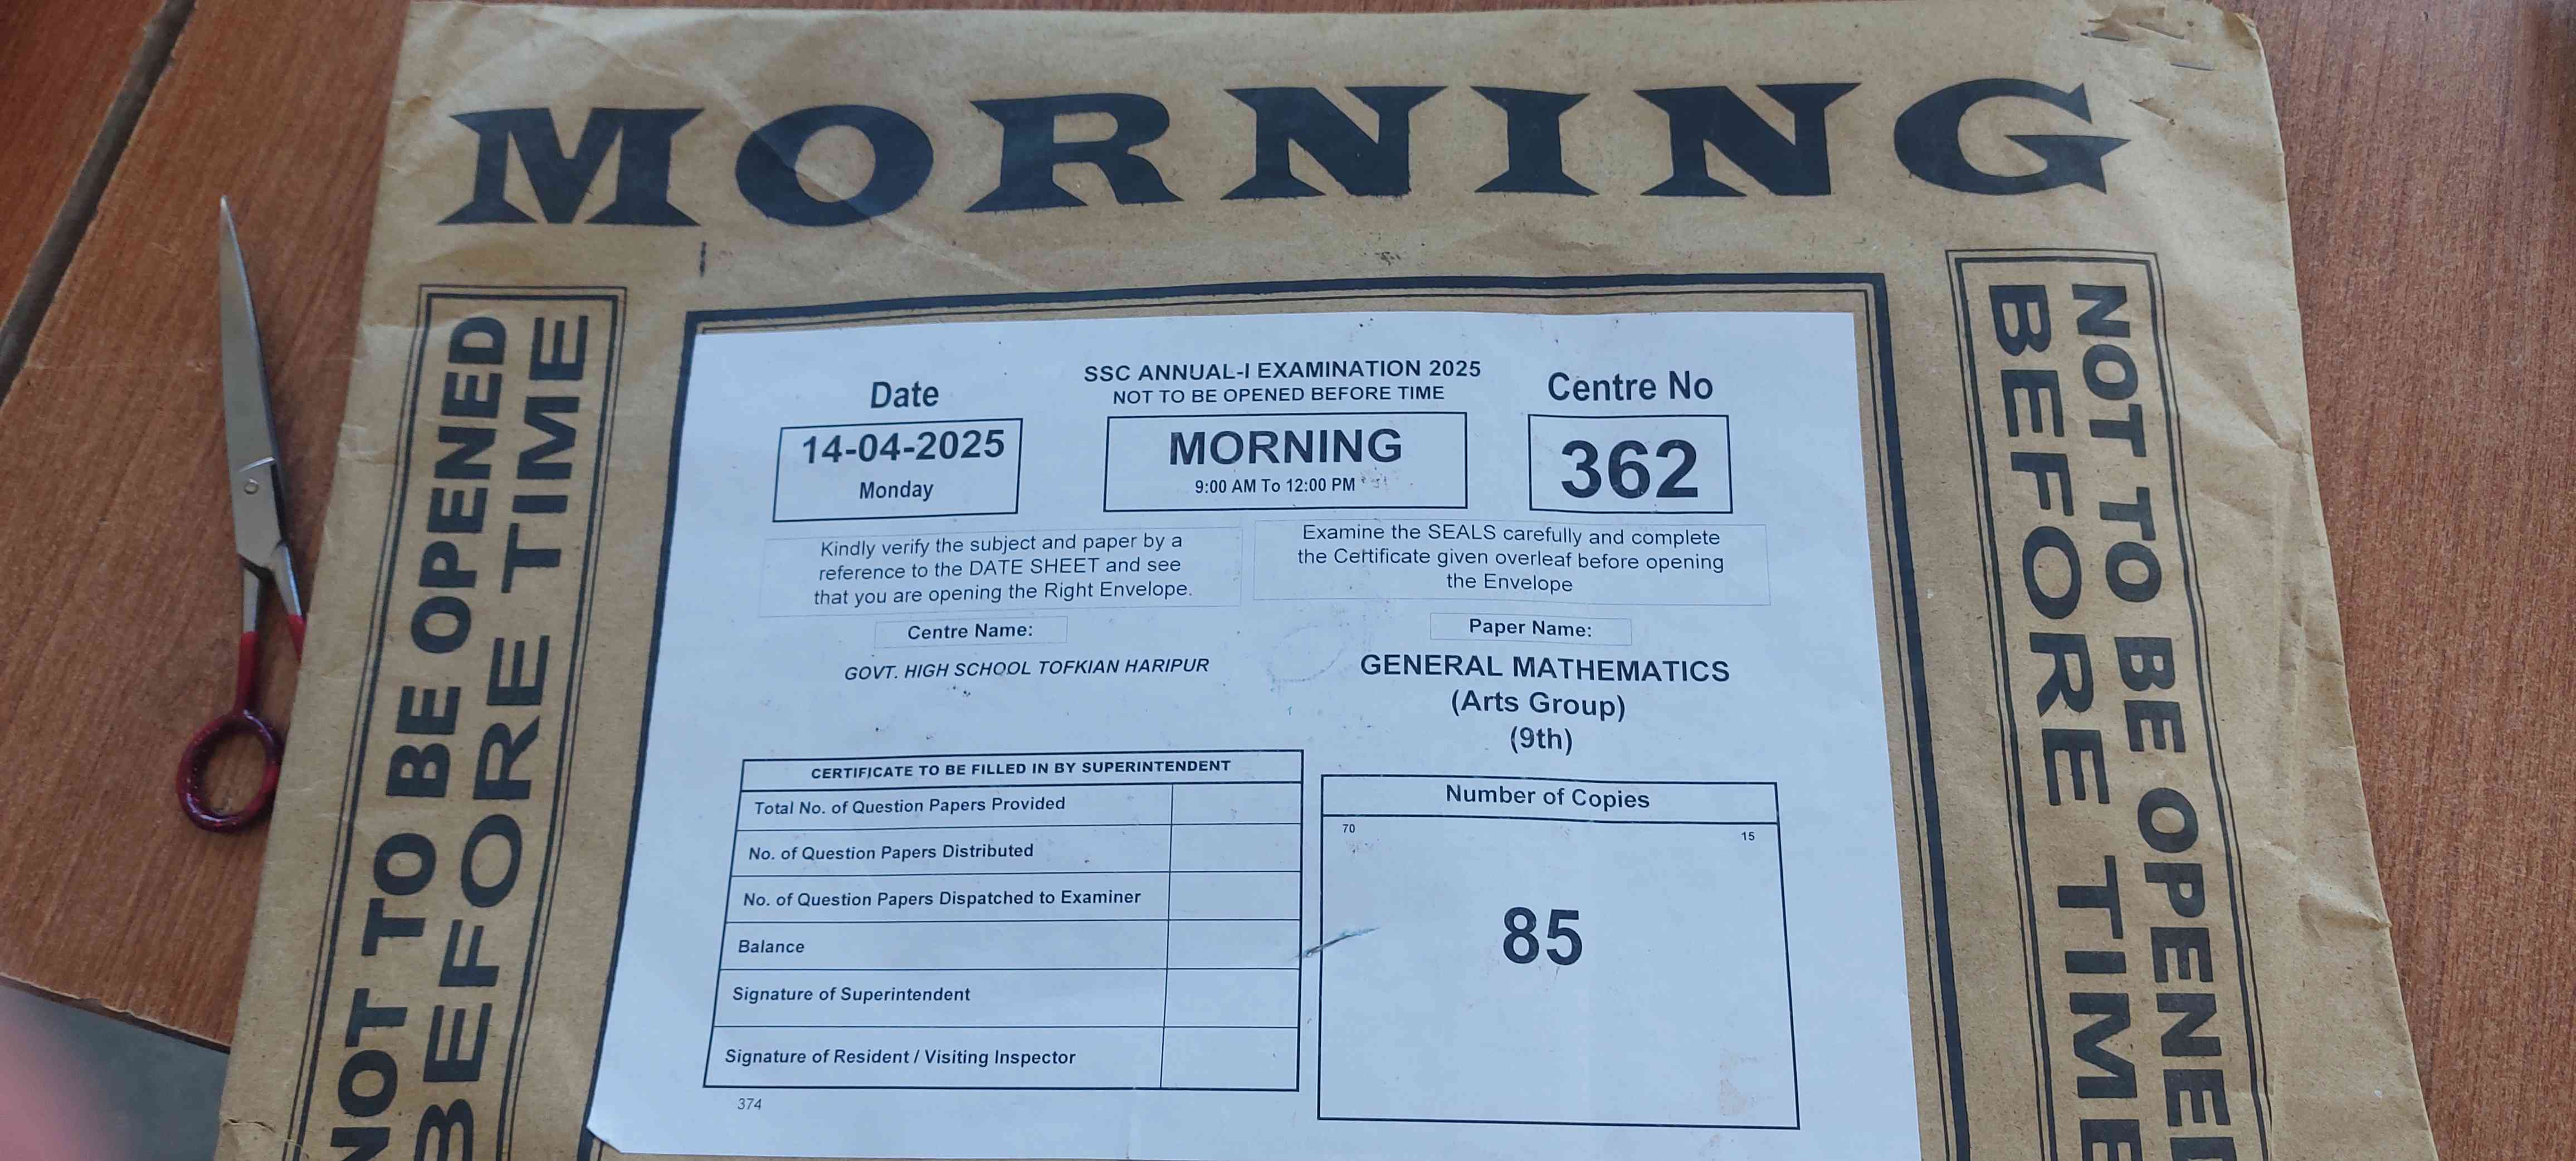 MORNING
NOT TO BE OPENED
BEFORE TIME
SSC ANNUAL-I EXAMINATION 2025
NOT TO BE OPENED BEFORE TIME
Date
14-04-2025
Monday
MORNING
9:00 AM To 12:00 PM
Centre No
362
Kindly verify the subject and paper by a
reference to the DATE SHEET and see
that you are opening the Right Envelope.
Examine the SEALS carefully and complete
the Certificate given overleaf before opening
the Envelope
Centre Name:
GOVT. HIGH SCHOOL TOFKIAN HARIPUR
Paper Name:
GENERAL MATHEMATICS
(Arts Group)
(9th)
CERTIFICATE TO BE FILLED IN BY SUPERINTENDENT
Total No. of Question Papers Provided
No. of Question Papers Distributed
No. of Question Papers Dispatched to Examiner
Balance
Signature of Superintendent
Signature of Resident / Visiting Inspector
374
Number of Copies
70
15
85
NOT TO BE OPENED
BEFORE TIME